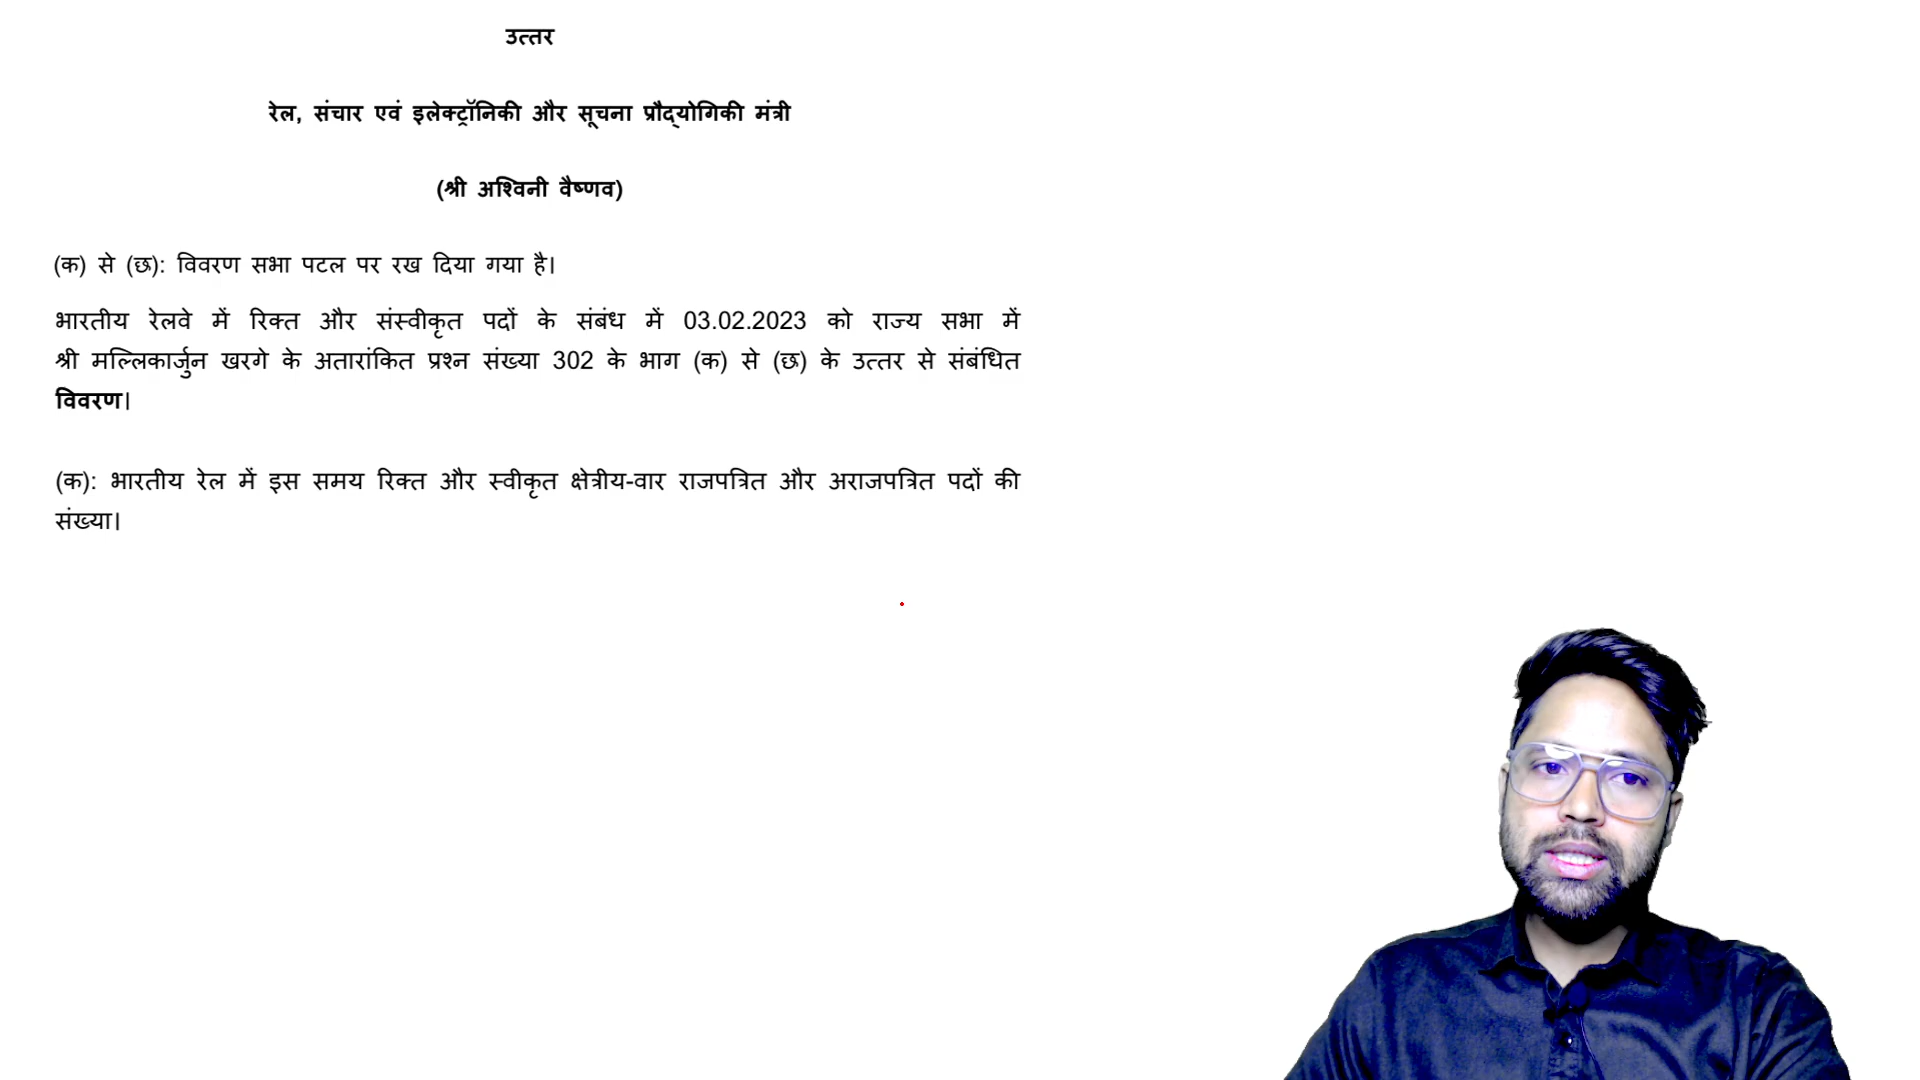 उत्तर
रेल, संचार एवं इलेक्ट्रॉनिकी और सूचना प्रौद्योगिकी मंत्री
(श्री अश्विनी वैष्णव)
(क) से (छ): विवरण सभा पटल पर रख दिया गया है।
भारतीय रेलवे में रिक्त और संस्वीकृत पदों के संबंध में 03.02.2023 को राज्य सभा में
श्री मल्लिकार्जुन खरगे के अतारांकित प्रश्न संख्या 302 के भाग (क) से (छ) के उत्तर से संबंधित
विवरण।
(क): भारतीय रेल में इस समय रिक्त और स्वीकृत क्षेत्रीय-वार राजपत्रित और अराजपत्रित पदों की
संख्या।